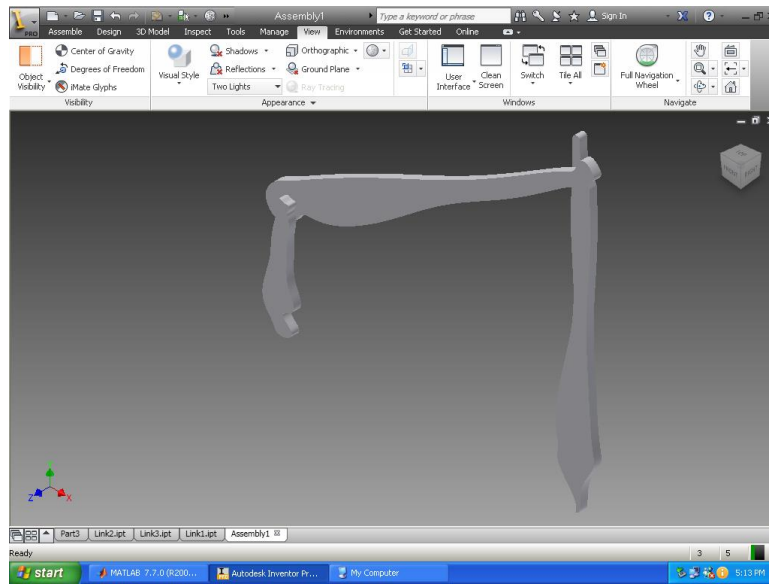 Assembly1
Type a keyword or phrase
Sign In
PRO
Assemble Design 3D Model Inspect Tools Manage View Environments Get Started Online
Object Visibility
Center of Gravity
Degrees of Freedom
iMate Glyphs
Visibility
Visual Style
Shadows
Reflections
Two Lights
Orthographic
Ground Plane
Ray Tracing
Appearance
User Interface
Clean Screen
Switch
Tile All
Windows
Full Navigation Wheel
Navigate
Z
X
Part3 Link2.ipt Link3.ipt Link1.ipt Assembly1
Ready
3 5
start
MATLAB 7.7.0 (R200...
Autodesk Inventor Pr...
My Computer
5:13 PM